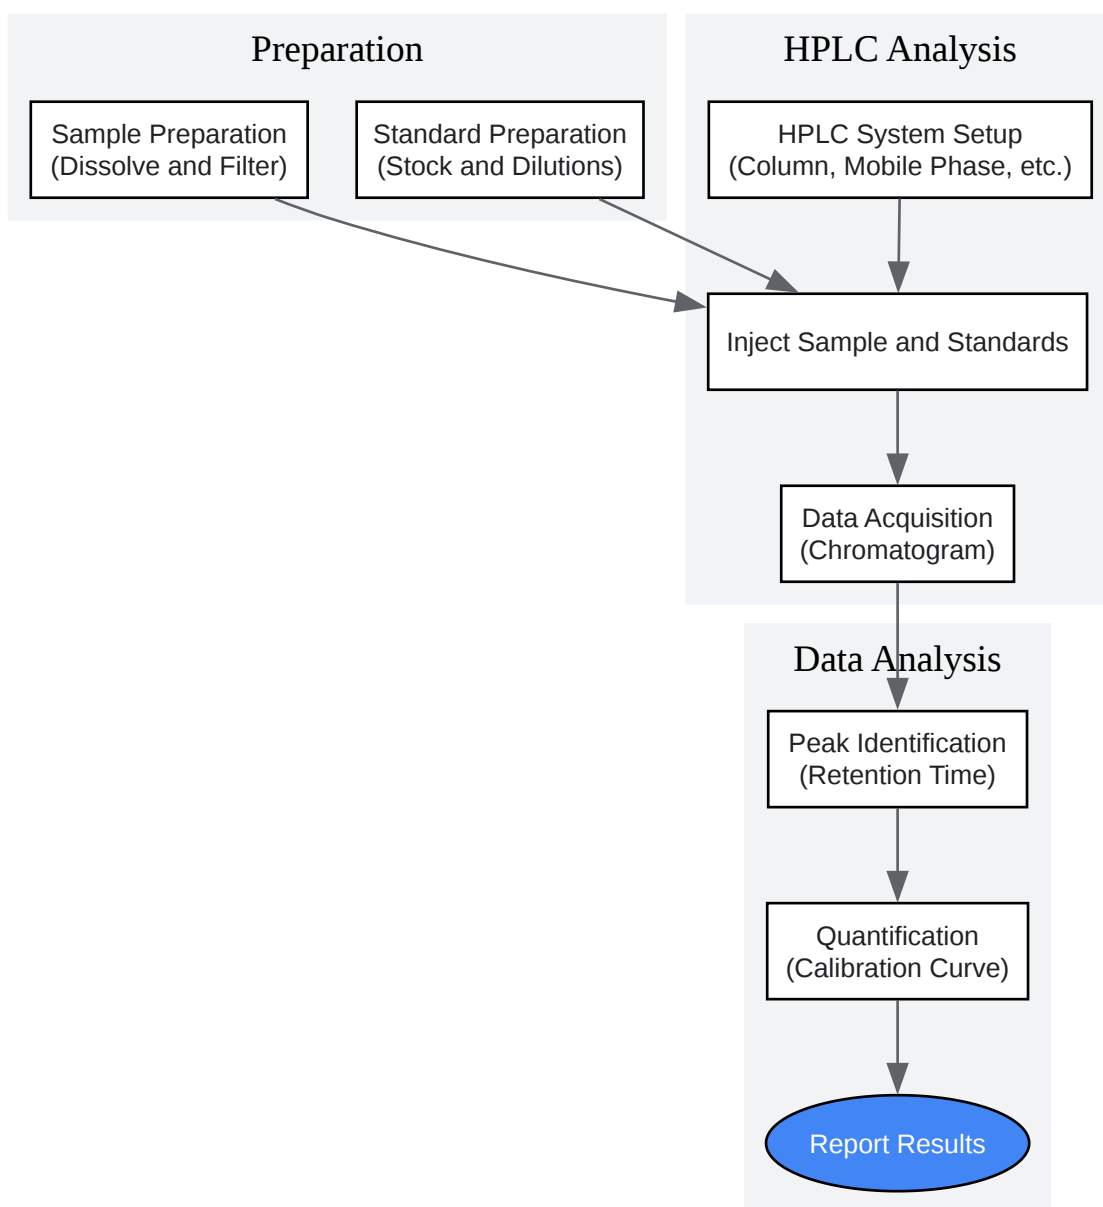 Preparation
Sample Preparation
(Dissolve and Filter)
Standard Preparation
(Stock and Dilutions)
HPLC Analysis
HPLC System Setup
(Column, Mobile Phase, etc.)
Inject Sample and Standards
Data Acquisition
(Chromatogram)
Data Analysis
Peak Identification
(Retention Time)
Quantification
(Calibration Curve)
Report Results